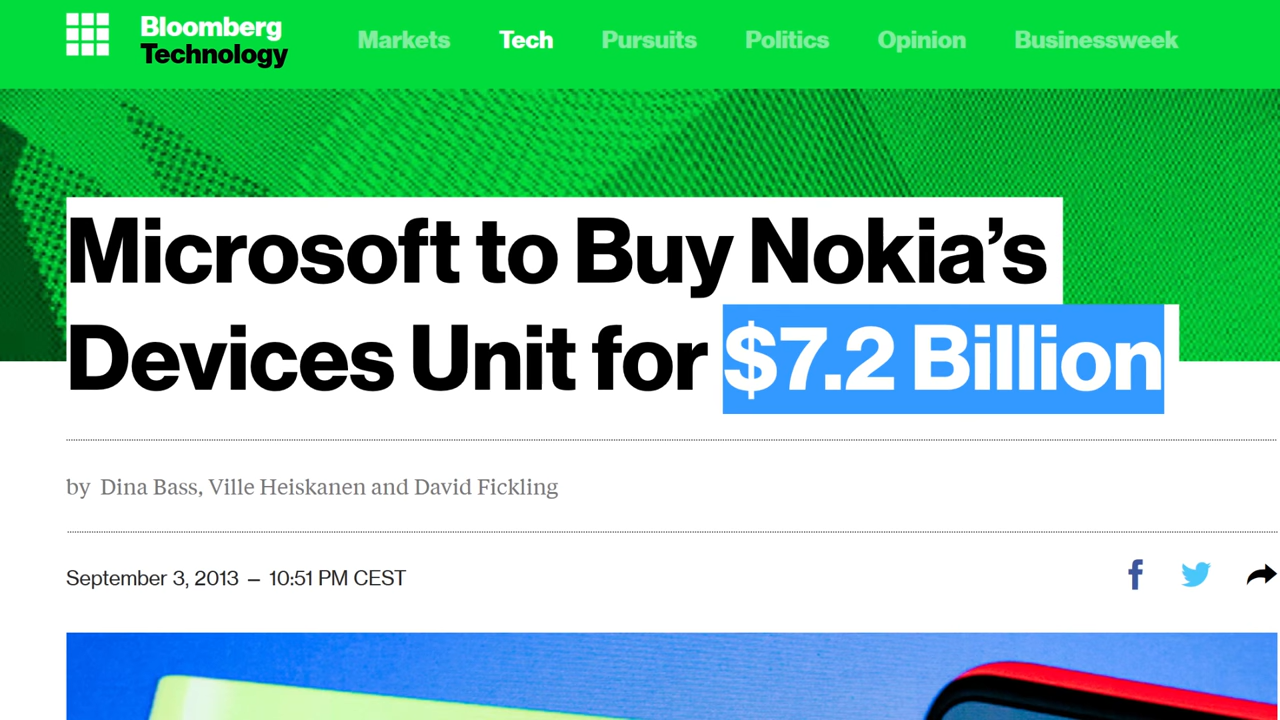 Bloomberg
Technology
Markets Tech Pursuits Politics Opinion Businessweek
Microsoft to Buy Nokia’s
Devices Unit for $7.2 Billion
by Dina Bass, Ville Heiskanen and David Fickling
September 3, 2013 — 10:51 PM CEST